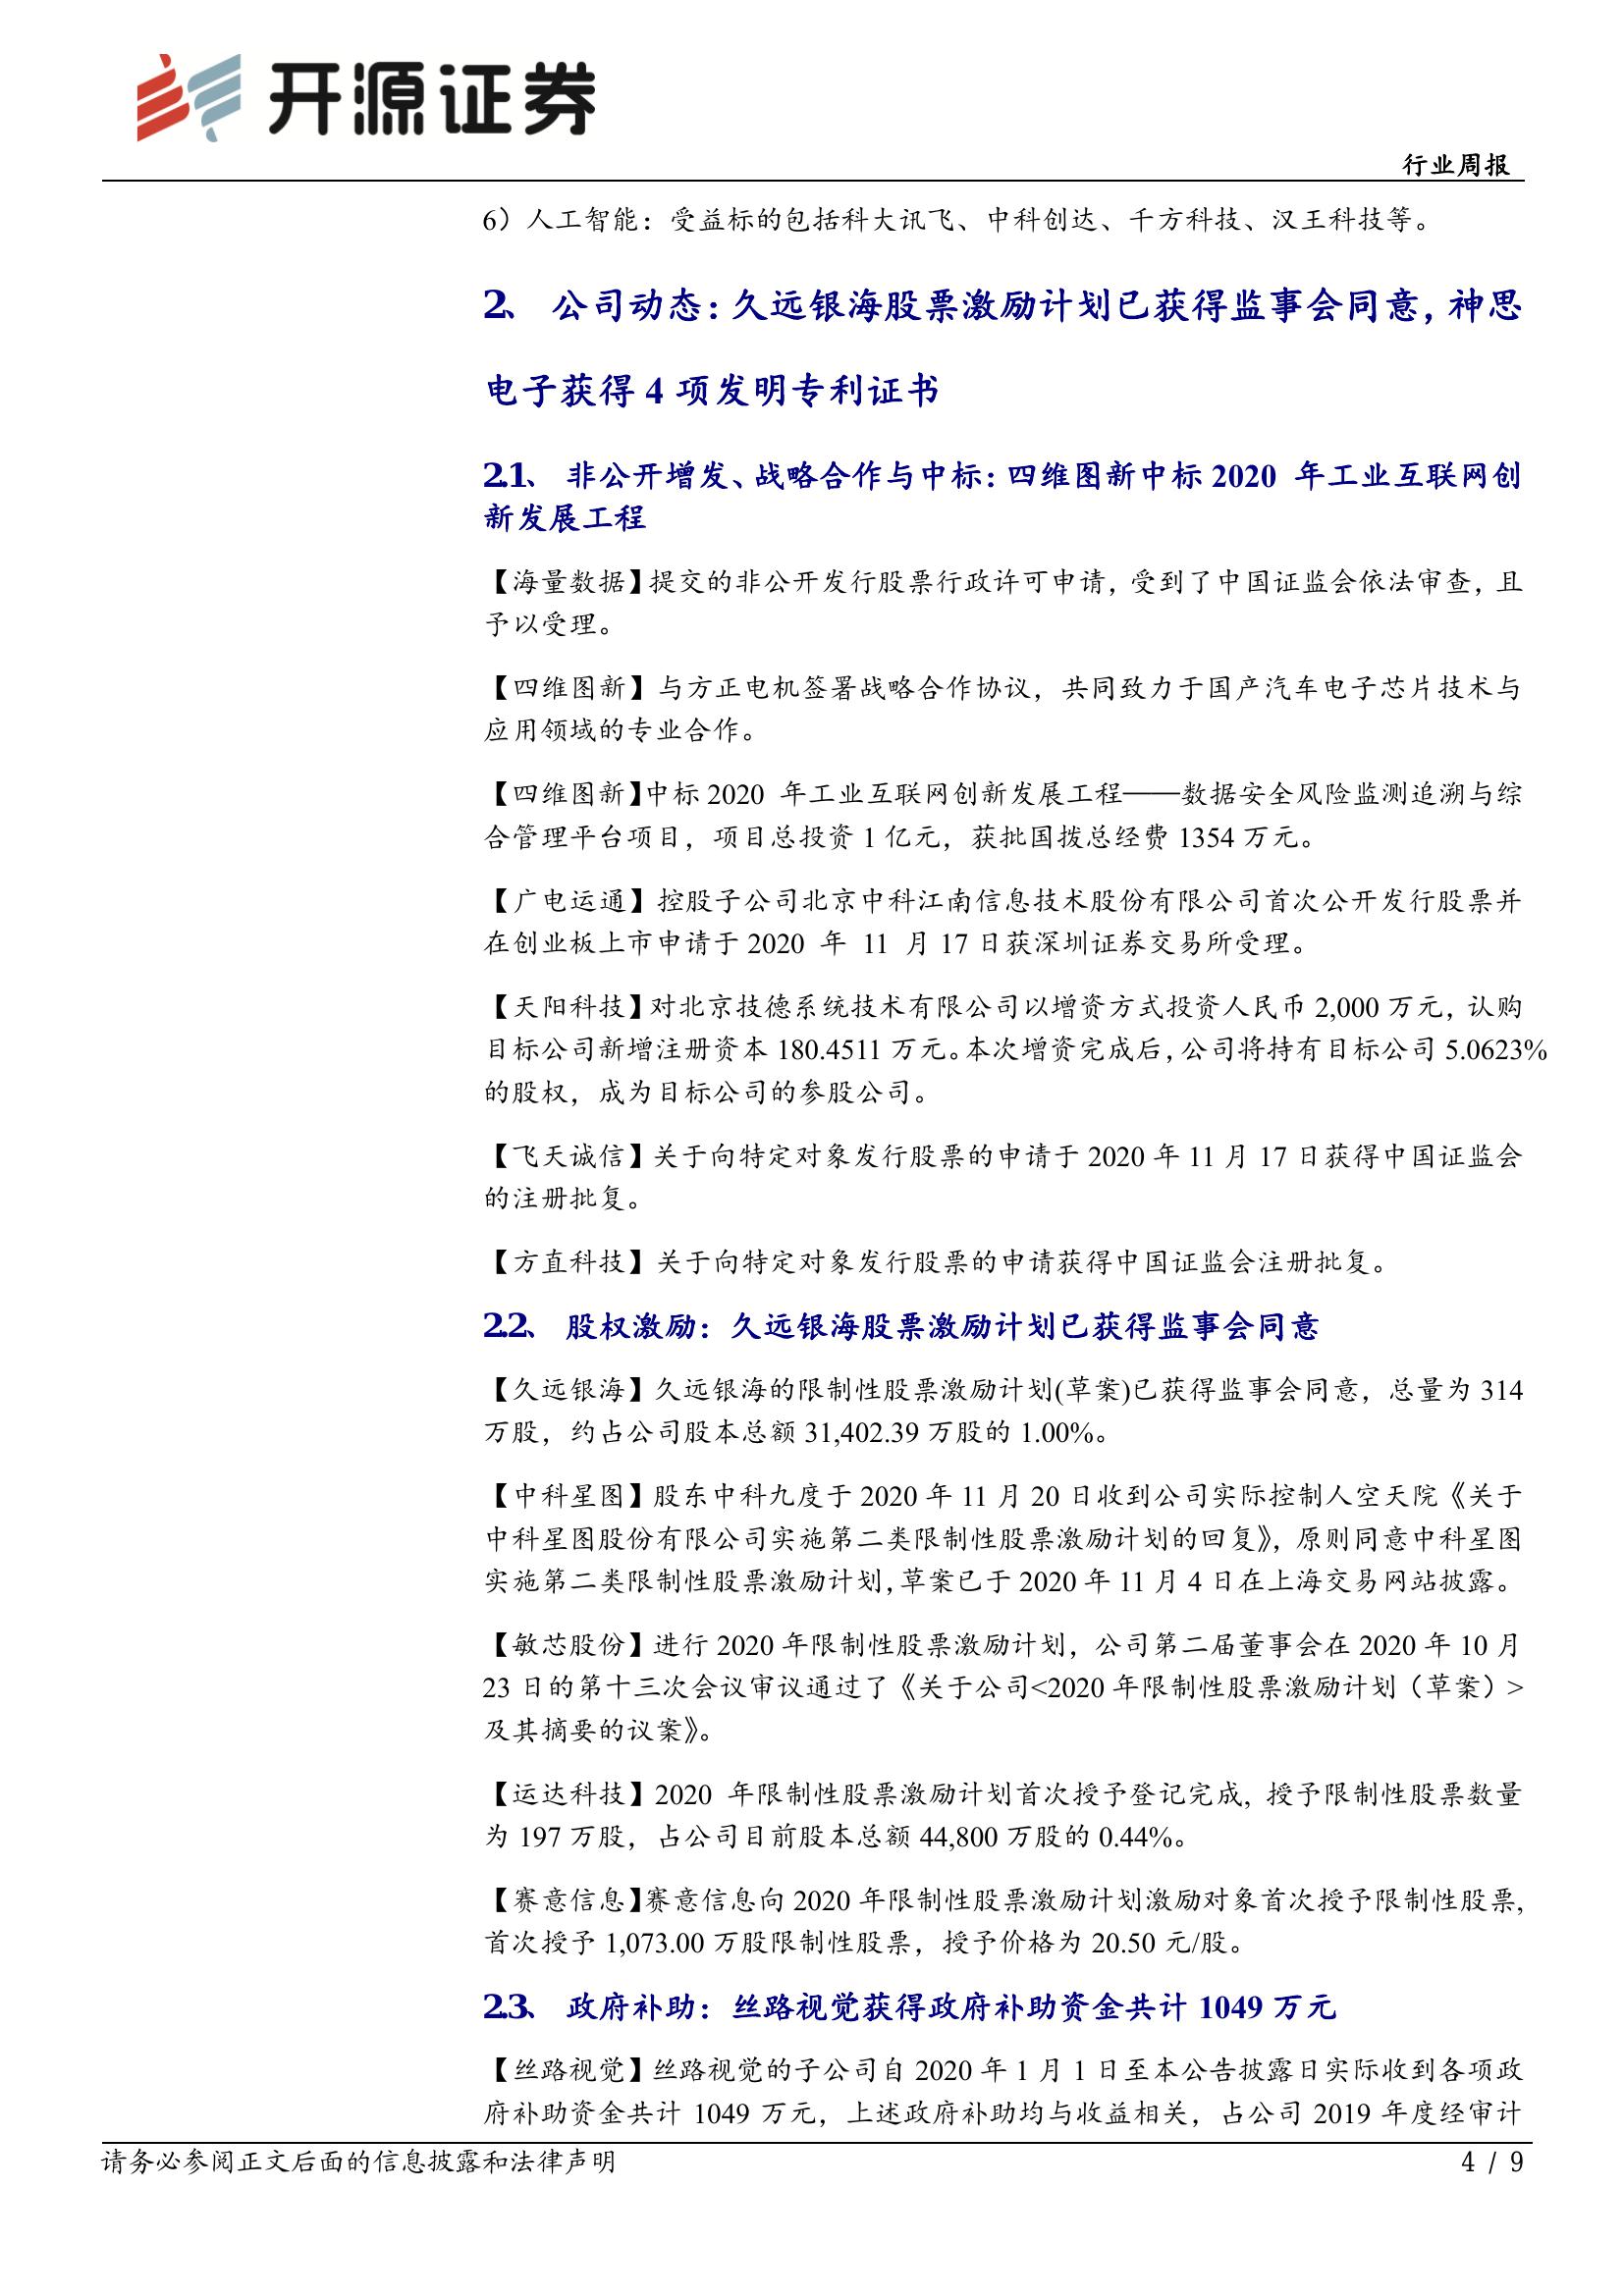 开源证券
行业周报
6）人工智能：受益标的包括科大讯飞、中科创达、千方科技、汉王科技等。
2、 公司动态：久远银海股票激励计划已获得监事会同意，神思
电子获得 4 项发明专利证书
2.1、 非公开增发、战略合作与中标：四维图新中标 2020 年工业互联网创
新发展工程
【海量数据】提交的非公开发行股票行政许可申请，受到了中国证监会依法审查，且
予以受理。
【四维图新】与方正电机签署战略合作协议，共同致力于国产汽车电子芯片技术与
应用领域的专业合作。
【四维图新】中标 2020 年工业互联网创新发展工程——数据安全风险监测追溯与综
合管理平台项目，项目总投资 1 亿元，获批国拨总经费 1354 万元。
【广电运通】控股子公司北京中科江南信息技术股份有限公司首次公开发行股票并
在创业板上市申请于 2020 年 11 月 17 日获深圳证券交易所受理。
【天阳科技】对北京技德系统技术有限公司以增资方式投资人民币 2,000 万元，认购
目标公司新增注册资本 180.4511 万元。本次增资完成后，公司将持有目标公司 5.0623%
的股权，成为目标公司的参股公司。
【飞天诚信】关于向特定对象发行股票的申请于 2020 年 11 月 17 日获得中国证监会
的注册批复。
【方直科技】关于向特定对象发行股票的申请获得中国证监会注册批复。
2.2、 股权激励：久远银海股票激励计划已获得监事会同意
【久远银海】久远银海的限制性股票激励计划(草案)已获得监事会同意，总量为 314
万股，约占公司股本总额 31,402.39 万股的 1.00%。
【中科星图】股东中科九度于 2020 年 11 月 20 日收到公司实际控制人空天院《关于
中科星图股份有限公司实施第二类限制性股票激励计划的回复》，原则同意中科星图
实施第二类限制性股票激励计划，草案已于 2020 年 11 月 4 日在上海交易网站披露。
【敏芯股份】进行 2020 年限制性股票激励计划，公司第二届董事会在 2020 年 10 月
23 日的第十三次会议审议通过了《关于公司<2020 年限制性股票激励计划（草案）>
及其摘要的议案》。
【运达科技】2020 年限制性股票激励计划首次授予登记完成, 授予限制性股票数量
为 197 万股，占公司目前股本总额 44,800 万股的 0.44%。
【赛意信息】赛意信息向 2020 年限制性股票激励计划激励对象首次授予限制性股票,
首次授予 1,073.00 万股限制性股票，授予价格为 20.50 元/股。
2.3、 政府补助：丝路视觉获得政府补助资金共计 1049 万元
【丝路视觉】丝路视觉的子公司自 2020 年 1 月 1 日至本公告披露日实际收到各项政
府补助资金共计 1049 万元，上述政府补助均与收益相关，占公司 2019 年度经审计
请务必参阅正文后面的信息披露和法律声明
4 / 9